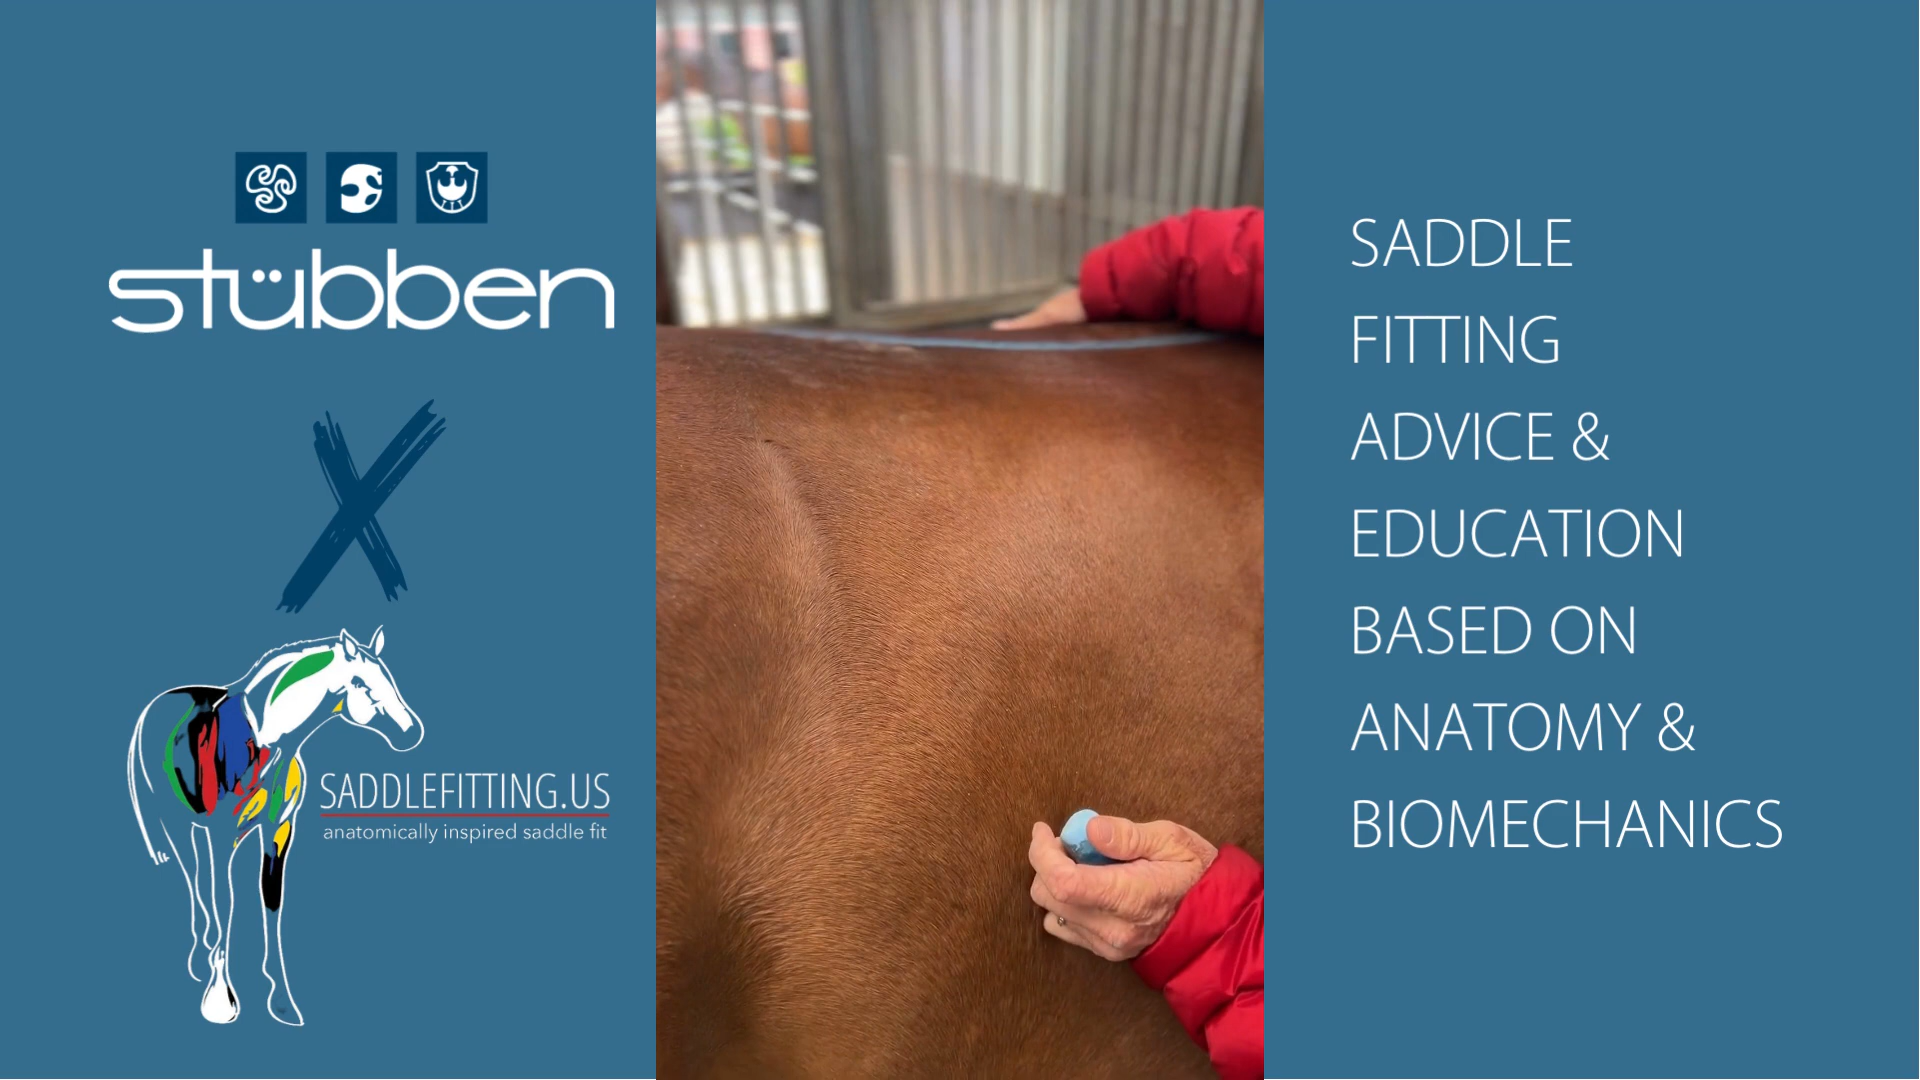 stübben
X
SADDLEFITTING.US
anatomically inspired saddle fit
SADDLE
FITTING
ADVICE &
EDUCATION
BASED ON
ANATOMY &
BIOMECHANICS